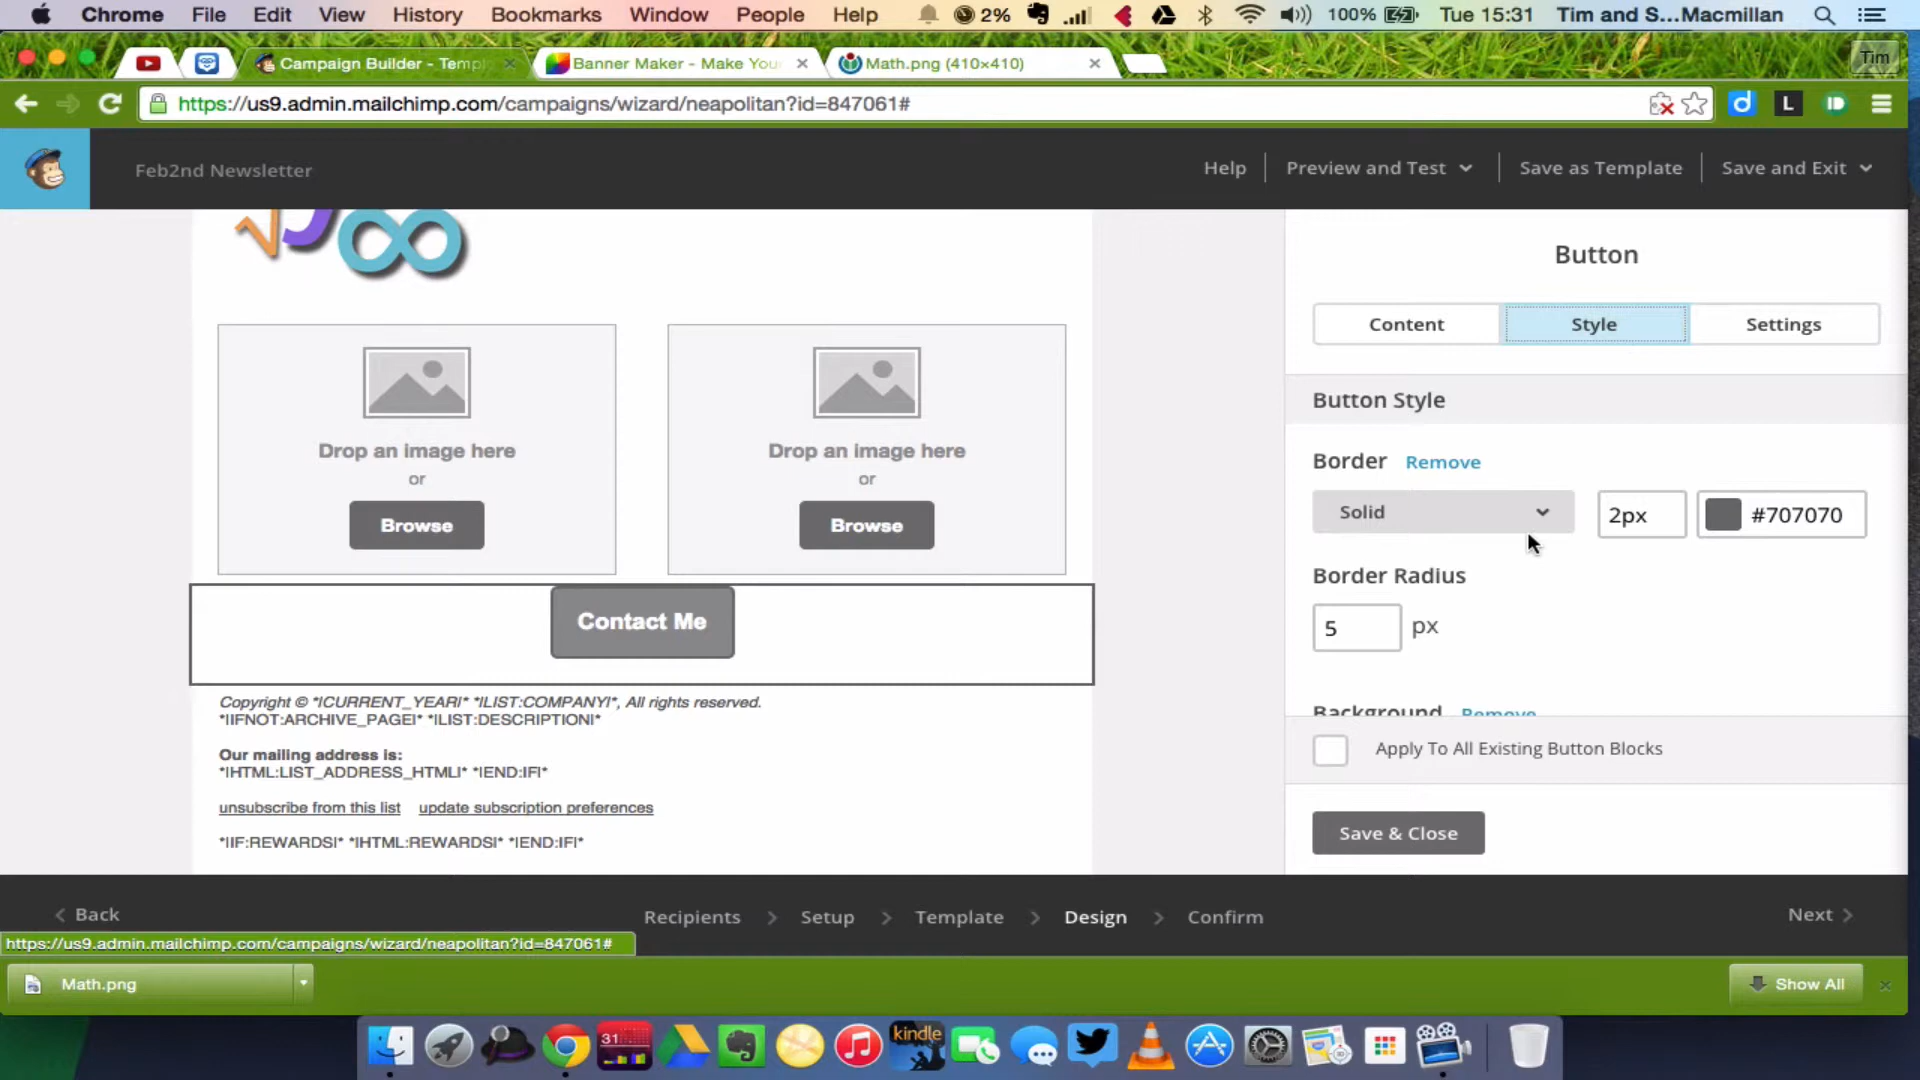 Chrome File Edit View History Bookmarks Window People Help 2% 100% Tue 15:31 Tim and S...Macmillan
Campaign Builder - Templ Banner Maker - Make You Math.png (410×410) Tim
https://us9.admin.mailchimp.com/campaigns/wizard/neapolitan?id=847061# d L
Feb2nd Newsletter Help Preview and Test Save as Template Save and Exit
Button
Content Style Settings
Button Style
Border Remove
Solid 2px #707070
Border Radius
5 px
Background Remove
Apply To All Existing Button Blocks
Save & Close
Drop an image here
or
Browse
Drop an image here
or
Browse
Contact Me
Copyright © *|CURRENT_YEAR|* *|LIST:COMPANY|*, All rights reserved.
*|IFNOT:ARCHIVE_PAGE|* *|LIST:DESCRIPTION|*
Our mailing address is:
*|HTML:LIST_ADDRESS_HTML|* *|END:IF|*
unsubscribe from this list update subscription preferences
*|IF:REWARDS|* *|HTML:REWARDS|* *|END:IF|*
< Back Recipients > Setup > Template > Design > Confirm Next >
https://us9.admin.mailchimp.com/campaigns/wizard/neapolitan?id=847061#
Math.png Show All
31
kindle